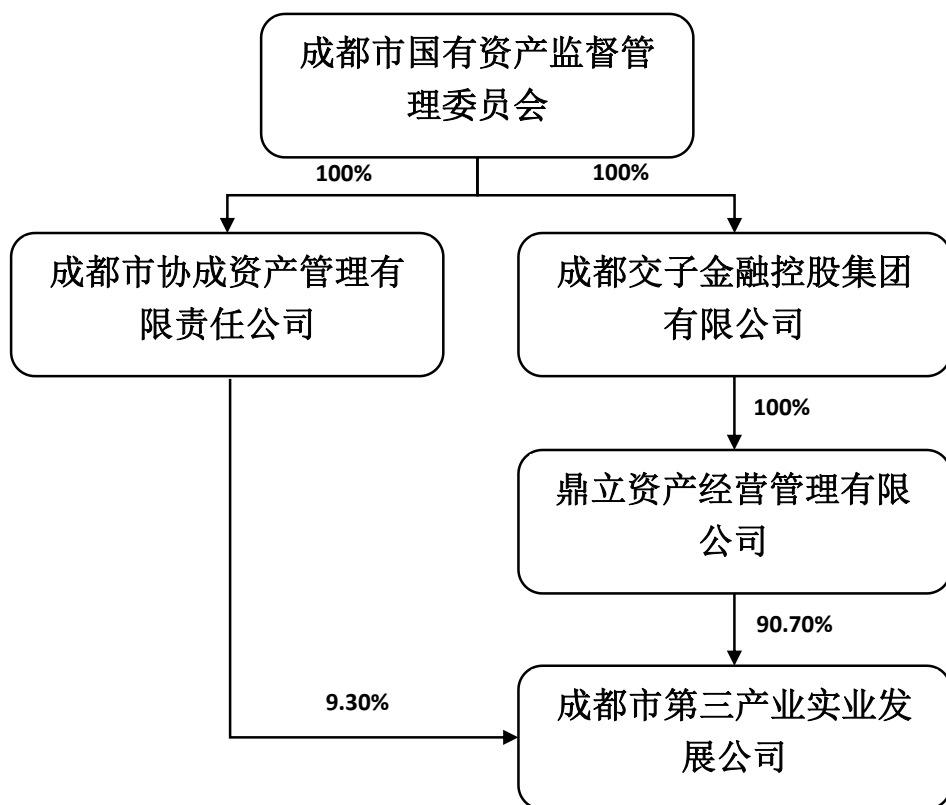 成都市国有资产监督管
理委员会
100%
100%
成都市协成资产管理有
限责任公司
成都交子金融控股集团
有限公司
100%
鼎立资产经营管理有限
公司
90.70%
9.30%
成都市第三产业实业发
展公司